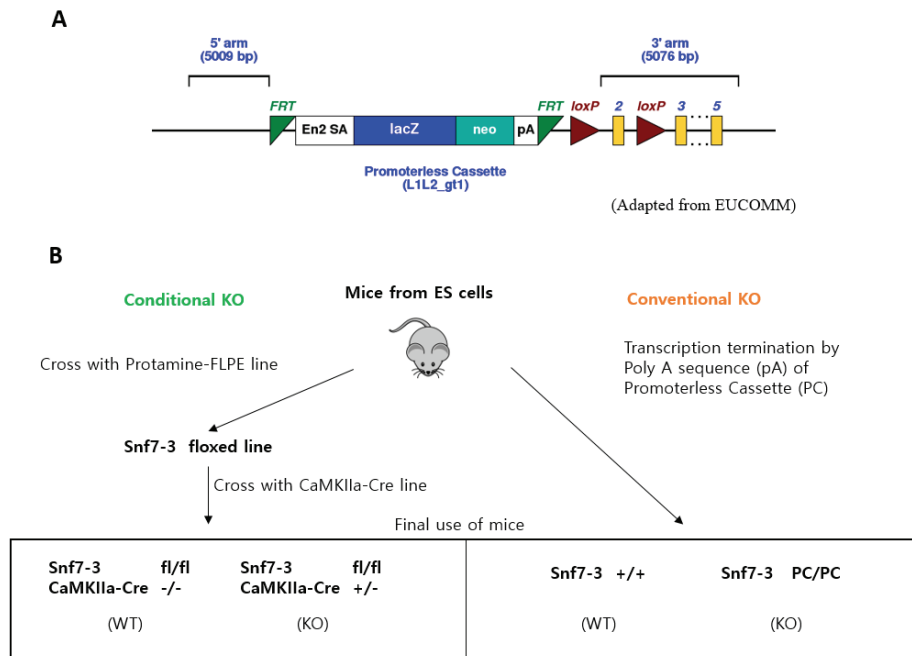 A
5' arm
(5009 bp)
3' arm
(5076 bp)
FRT
FRT
loxP
2
loxP
3
5
En2 SA
lacZ
neo
pA
...
...
Promoterless Cassette
(L1L2_gt1)
(Adapted from EUCOMM)
B
Conditional KO
Mice from ES cells
Conventional KO
Cross with Protamine-FLPE line
Transcription termination by
Poly A sequence (pA) of
Promoterless Cassette (PC)
Snf7-3 floxed line
Cross with CaMKIIa-Cre line
Final use of mice
Snf7-3 fl/fl
CaMKIIa-Cre -/-
(WT)
Snf7-3 fl/fl
CaMKIIa-Cre +/-
(KO)
Snf7-3 +/+
(WT)
Snf7-3 PC/PC
(KO)